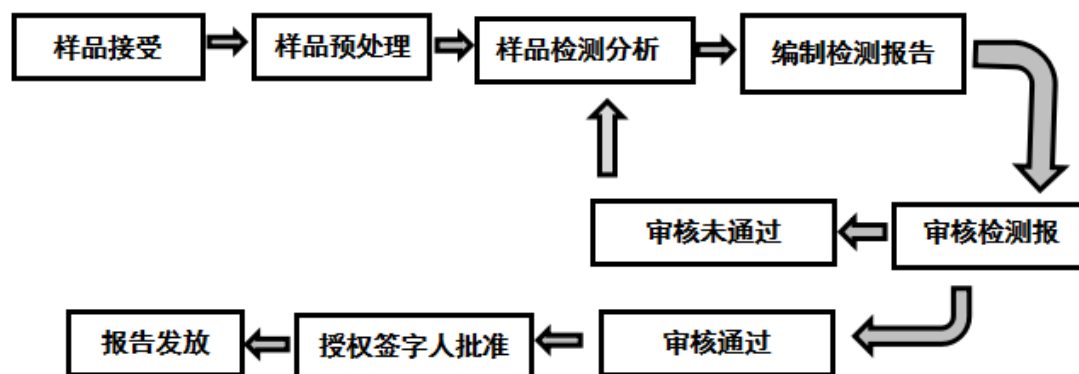 样品接受
样品预处理
样品检测分析
编制检测报告
审核检测报
审核未通过
审核通过
授权签字人批准
报告发放